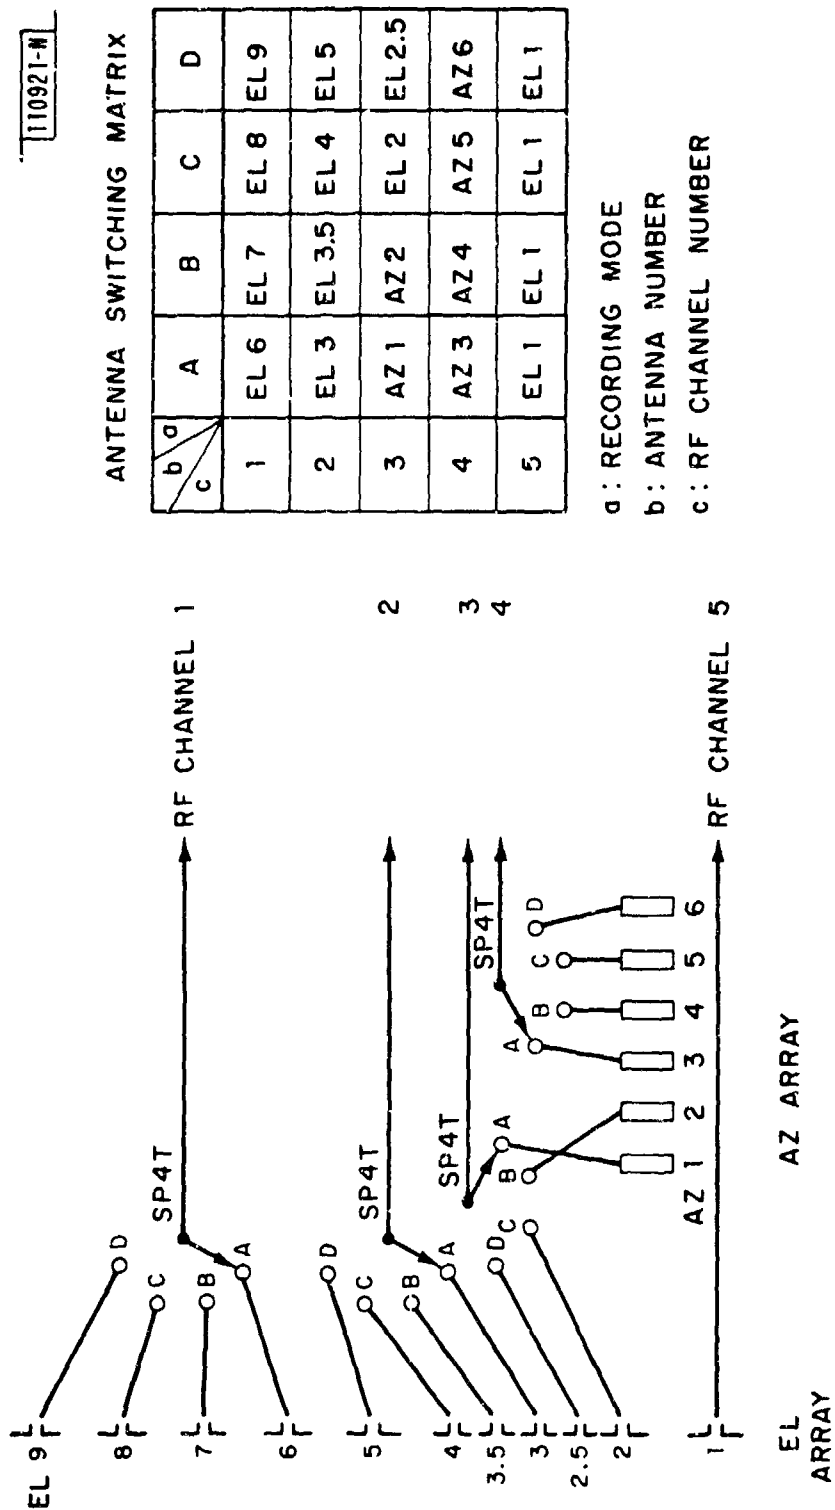 110921-N
ANTENNA SWITCHING MATRIX
a b c A B C D
1 EL 6 EL 7 EL 8 EL 9
2 EL 3 EL 3.5 EL 4 EL 5
3 AZ 1 AZ 2 EL 2 EL 2.5
4 AZ 3 AZ 4 AZ 5 AZ 6
5 EL 1 EL 1 EL 1 EL 1
a : RECORDING MODE
b : ANTENNA NUMBER
c : RF CHANNEL NUMBER
EL 9
8
7
6
5
4
3.5
3
2.5
2
1
EL
ARRAY
D
C
B
A
SP4T
RF CHANNEL 1
D
C
B
A
SP4T
2
D
C
B
A
SP4T
3
A
B
C
D
SP4T
4
AZ 1 2 3 4 5 6
AZ ARRAY
RF CHANNEL 5